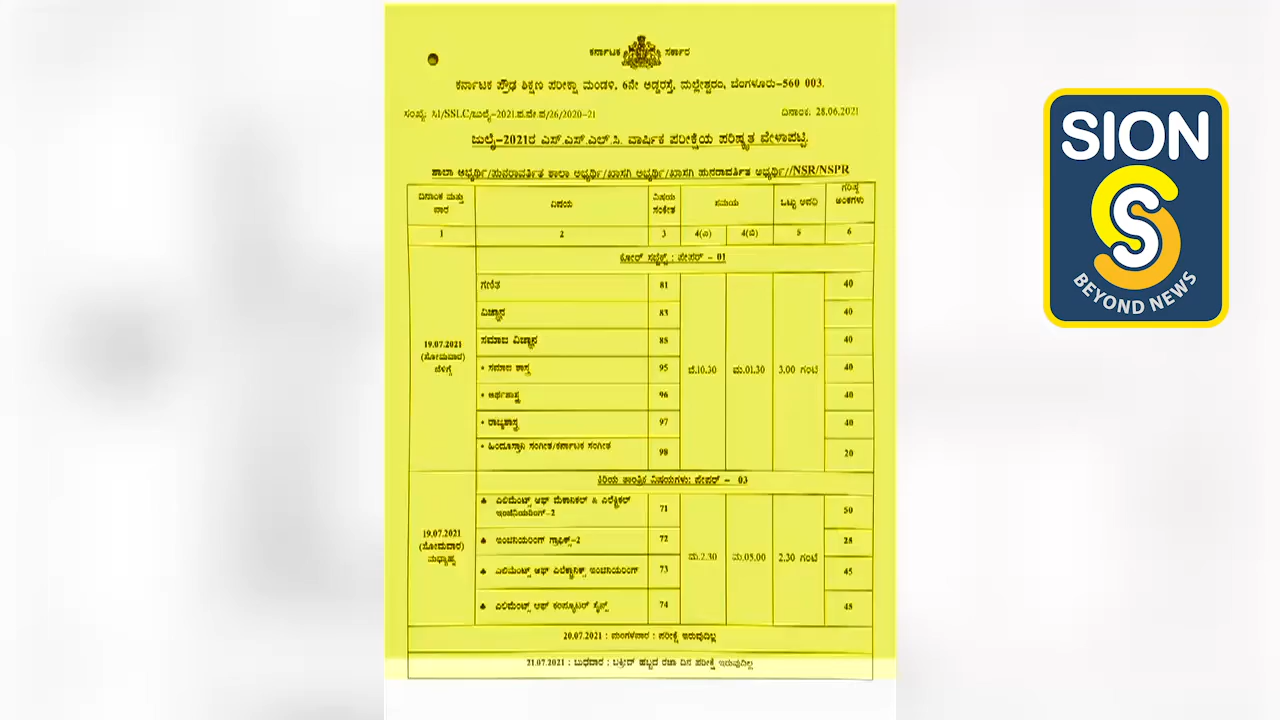 ಕರ್ನಾಟಕ ಸರ್ಕಾರ
ಕರ್ನಾಟಕ ಪ್ರೌಢ ಶಿಕ್ಷಣ ಪರೀಕ್ಷಾ ಮಂಡಳಿ, 6ನೇ ಅಡ್ಡರಸ್ತೆ, ಮಲ್ಲೇಶ್ವರಂ, ಬೆಂಗಳೂರು-560 003.
ಸಂಖ್ಯೆ: /SSLC/ಜುಲೈ-2021.ಪ.ವೇ.ಪ/26/2020-21 ದಿನಾಂಕ: 28.06.2021
ಜುಲೈ-2021ರ ಎಸ್.ಎಸ್.ಎಲ್.ಸಿ. ವಾರ್ಷಿಕ ಪರೀಕ್ಷೆಯ ಪರಿಷ್ಕೃತ ವೇಳಾಪಟ್ಟಿ.
ಶಾಲಾ ಅಭ್ಯರ್ಥಿ/ಪುನರಾವರ್ತಿತ ಶಾಲಾ ಅಭ್ಯರ್ಥಿ/ಖಾಸಗಿ ಅಭ್ಯರ್ಥಿ/ಖಾಸಗಿ ಪುನರಾವರ್ತಿತ ಅಭ್ಯರ್ಥಿ//NSR/NSPR
ದಿನಾಂಕ ಮತ್ತು ವಾರ ವಿಷಯ ವಿಷಯ ಸಂಕೇತ ಸಮಯ ಒಟ್ಟು ಅವಧಿ ಗರಿಷ್ಠ ಅಂಕಗಳು
1 2 3 4(ಎ) 4(ಬಿ) 5 6
ಕೋರ್ ಸಬ್ಜೆಕ್ಟ್ : ಪೇಪರ್ - 01
19.07.2021 (ಸೋಮವಾರ) ಬೆಳಿಗ್ಗೆ
ಗಣಿತ 81 40
ವಿಜ್ಞಾನ 83 40
ಸಮಾಜ ವಿಜ್ಞಾನ 85 40
• ಸಮಾಜ ಶಾಸ್ತ್ರ 95 ಬೆ.10.30 ಮ.01.30 3.00 ಗಂಟೆ 40
• ಅರ್ಥಶಾಸ್ತ್ರ 96 40
• ರಾಜ್ಯಶಾಸ್ತ್ರ 97 40
• ಹಿಂದೂಸ್ತಾನಿ ಸಂಗೀತ/ಕರ್ನಾಟಕ ಸಂಗೀತ 98 20
ಕಿರಿಯ ತಾಂತ್ರಿಕ ವಿಷಯಗಳು: ಪೇಪರ್ - 03
19.07.2021 (ಸೋಮವಾರ) ಮಧ್ಯಾಹ್ನ
♣ ಎಲಿಮೆಂಟ್ಸ್ ಆಫ್ ಮೆಕಾನಿಕಲ್ & ಎಲೆಕ್ಟ್ರಿಕಲ್ ಇಂಜಿನಿಯರಿಂಗ್-2 71 50
♣ ಇಂಜಿನಿಯರಿಂಗ್ ಗ್ರಾಫಿಕ್ಸ್-2 72 ಮ.2.30 ಮ.05.00 2.30 ಗಂಟೆ
♣ ಎಲಿಮೆಂಟ್ಸ್ ಆಫ್ ಎಲೆಕ್ಟ್ರಾನಿಕ್ಸ್ ಇಂಜಿನಿಯರಿಂಗ್ 73 45
♣ ಎಲಿಮೆಂಟ್ಸ್ ಆಫ್ ಕಂಪ್ಯೂಟರ್ ಸೈನ್ಸ್ 74 45
20.07.2021 : ಮಂಗಳವಾರ : ಪರೀಕ್ಷೆ ಇರುವುದಿಲ್ಲ
21.07.2021 : ಬುಧವಾರ : ಬಕ್ರೀದ್ ಹಬ್ಬದ ರಜಾ ದಿನ ಪರೀಕ್ಷೆ ಇರುವುದಿಲ್ಲ
SION
S
BEYOND NEWS